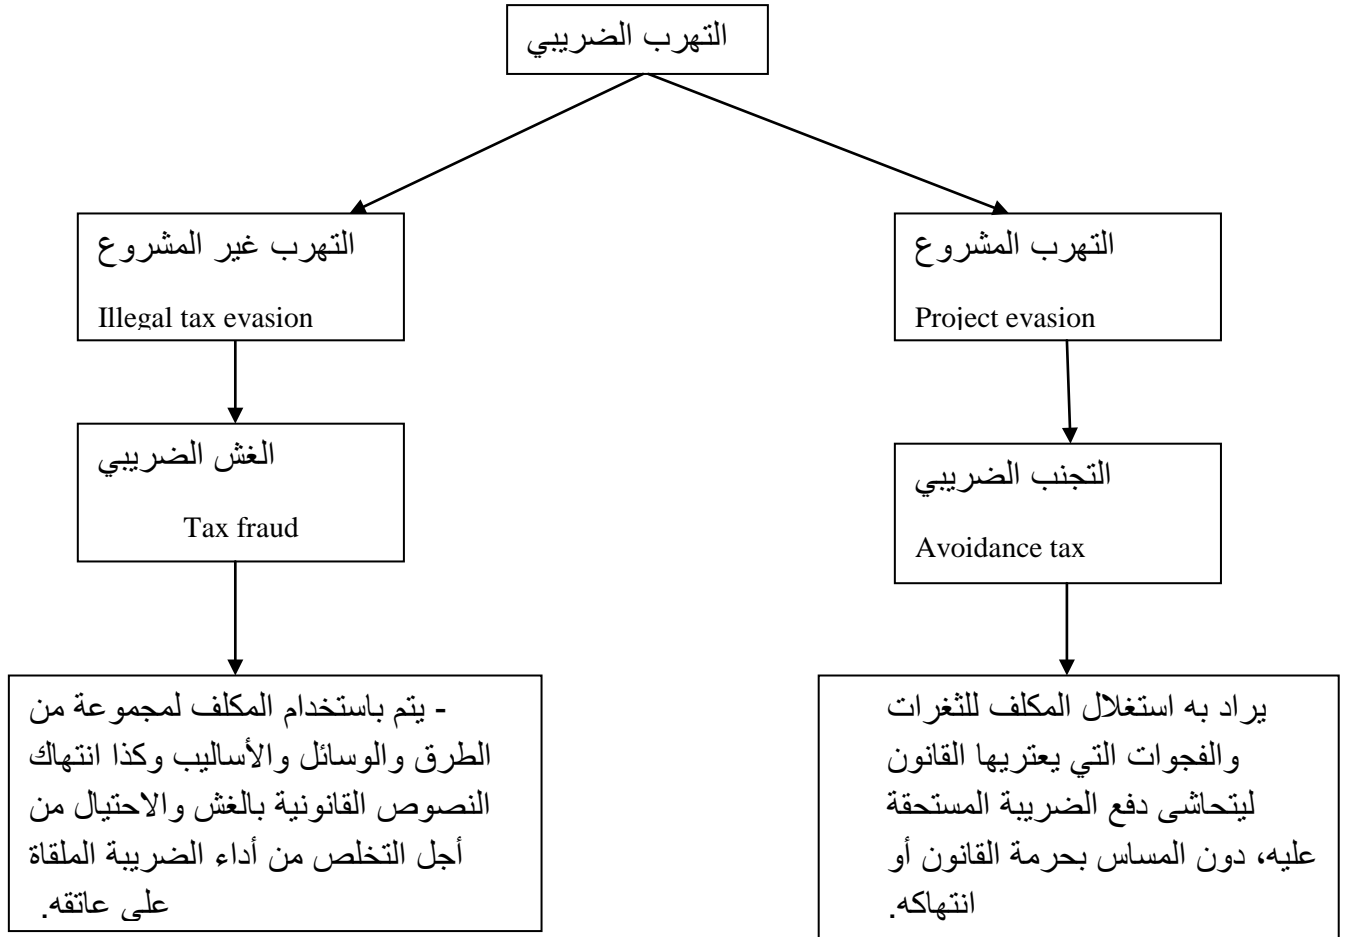 التهرب الضريبي
التهرب المشروع
Project evasion
التهرب غير المشروع
Illegal tax evasion
التجنب الضريبي
Avoidance tax
الغش الضريبي
Tax fraud
يراد به استغلال المكلف للثغرات
والفجوات التي يعتريها القانون
ليتحاشى دفع الضريبة المستحقة
عليه، دون المساس بحرمة القانون أو
انتهاكه.
- يتم باستخدام المكلف لمجموعة من
الطرق والوسائل والأساليب وكذا انتهاك
النصوص القانونية بالغش والاحتيال من
أجل التخلص من أداء الضريبة الملقاة
على عاتقه.